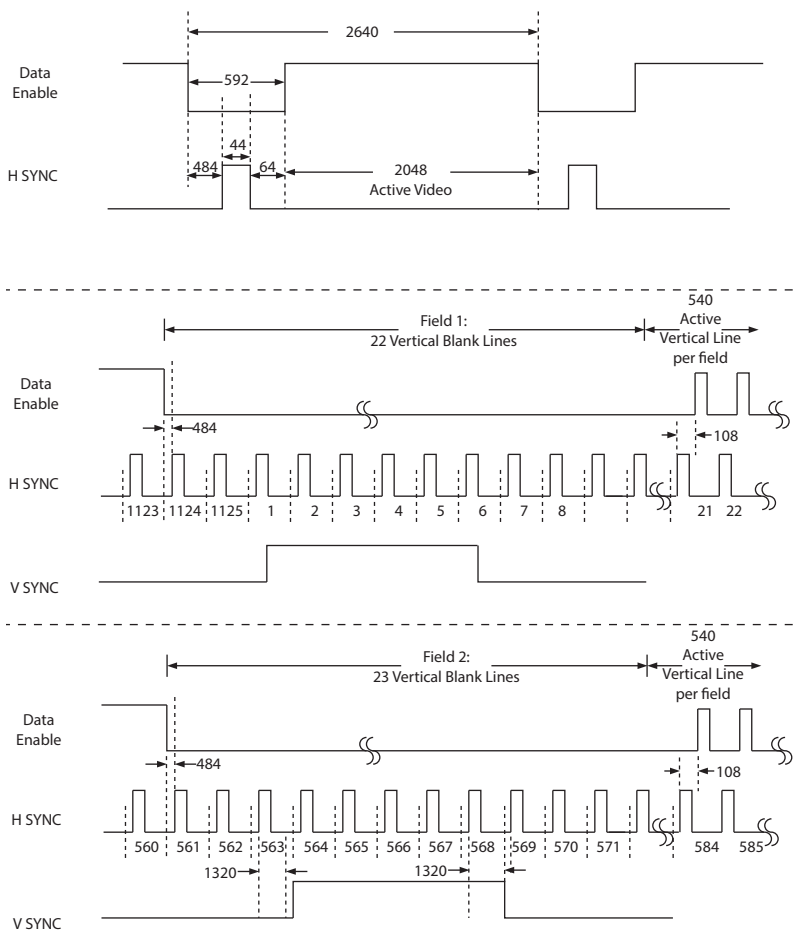 2640
Data
Enable
592
44
H SYNC
484
64
2048
Active Video
540
Active
Vertical Line
per field
Field 1:
22 Vertical Blank Lines
Data
Enable
484
108
H SYNC
1123 1124 1125 1 2 3 4 5 6 7 8 21 22
V SYNC
540
Active
Vertical Line
per field
Field 2:
23 Vertical Blank Lines
Data
Enable
484
108
H SYNC
560 561 562 563 564 565 566 567 568 569 570 571 584 585
1320 1320
V SYNC